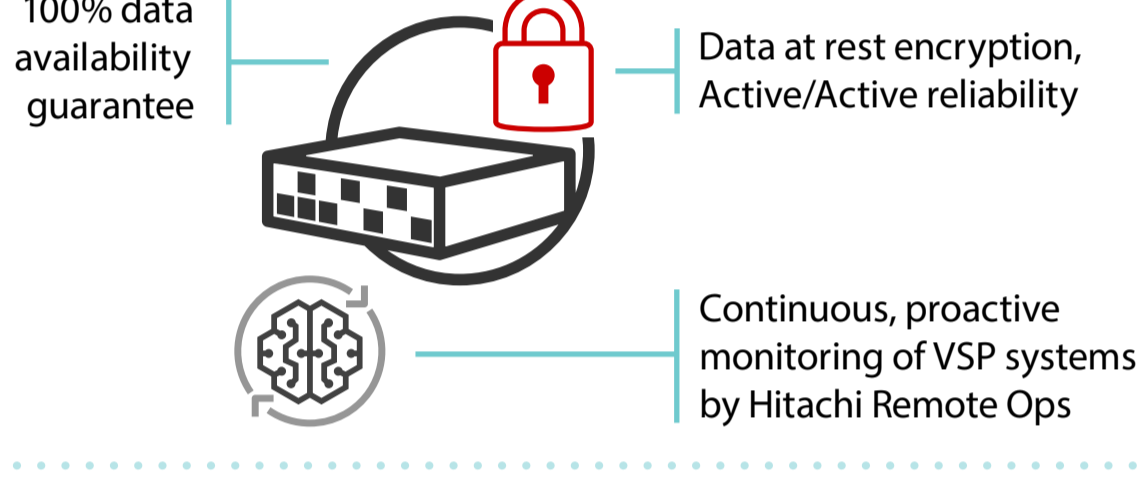 100% data
availability
guarantee
Data at rest encryption,
Active/Active reliability
Continuous, proactive
monitoring of VSP systems
by Hitachi Remote Ops